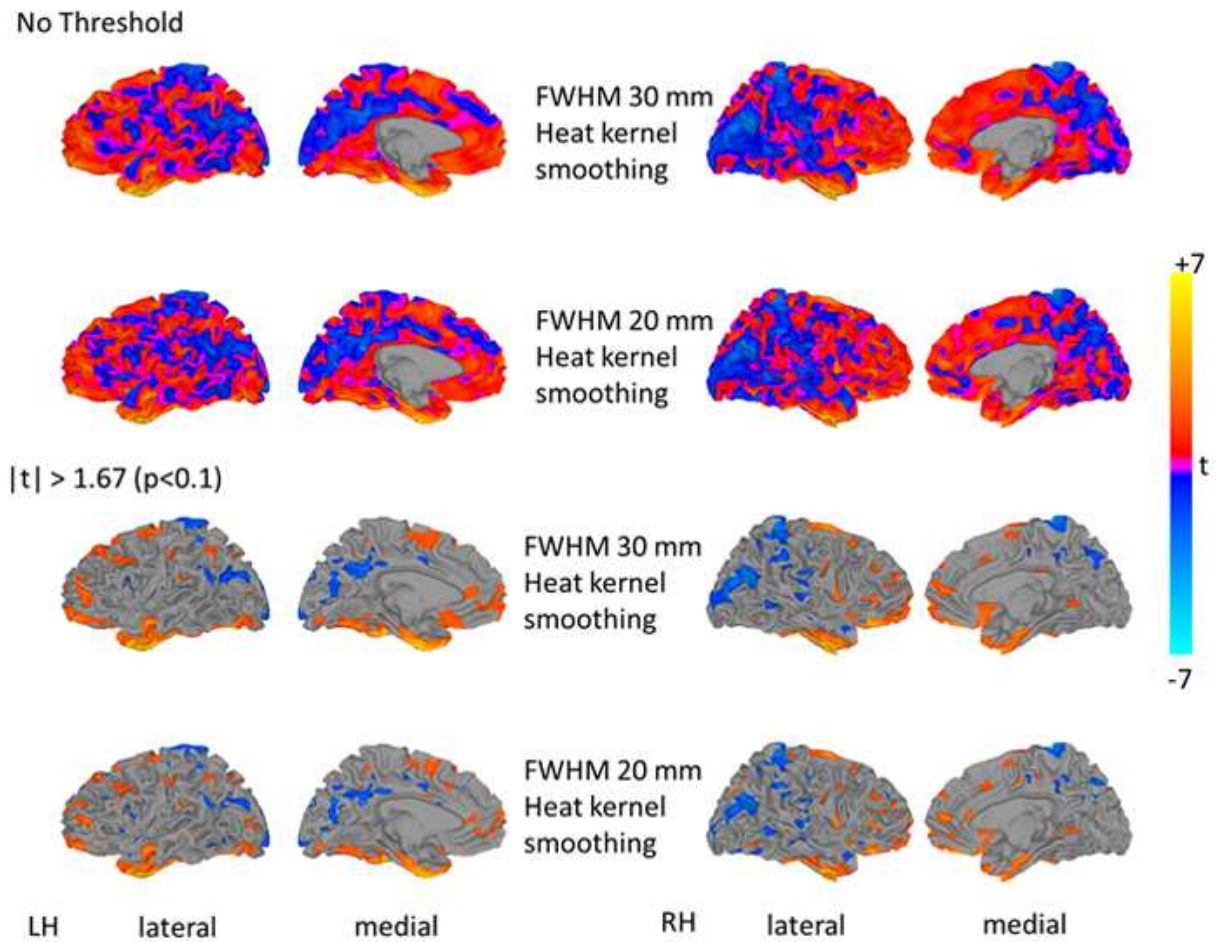 No Threshold
FWHM 30 mm
Heat kernel
smoothing
FWHM 20 mm
Heat kernel
smoothing
+7
t
-7
|t| > 1.67 (p<0.1)
FWHM 30 mm
Heat kernel
smoothing
FWHM 20 mm
Heat kernel
smoothing
LH lateral medial RH lateral medial